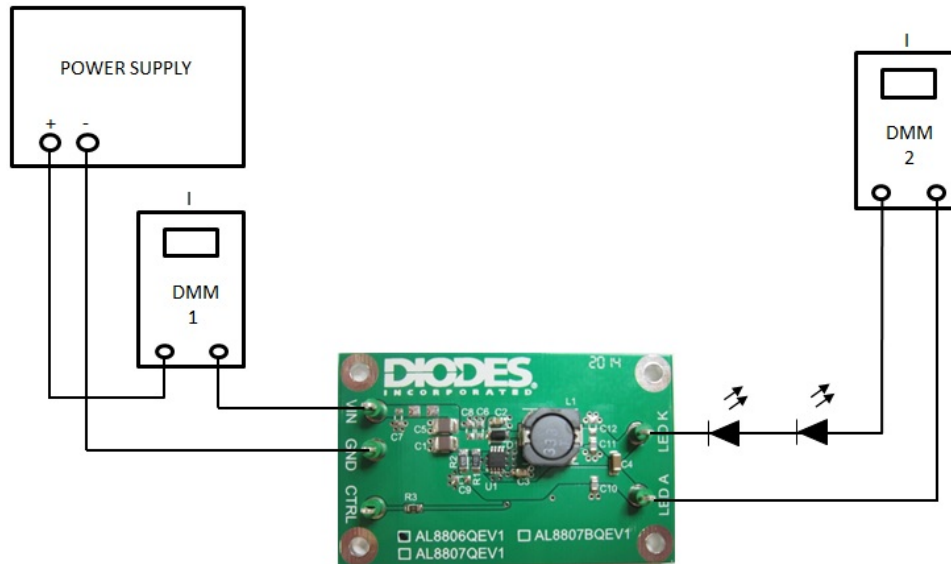 POWER SUPPLY
+ -
I
DMM
1
I
DMM
2
DIODES.
INCORPORATED
2014
VIN
GND
CTRL
C7
C5
C1
C8 C6 C2
L1
330
C12
C11
C4
C10
R2
R1
C9
U1
C3
R3
LED K
LED A
AL8806QEV1
AL8807BQEV1
AL8807QEV1